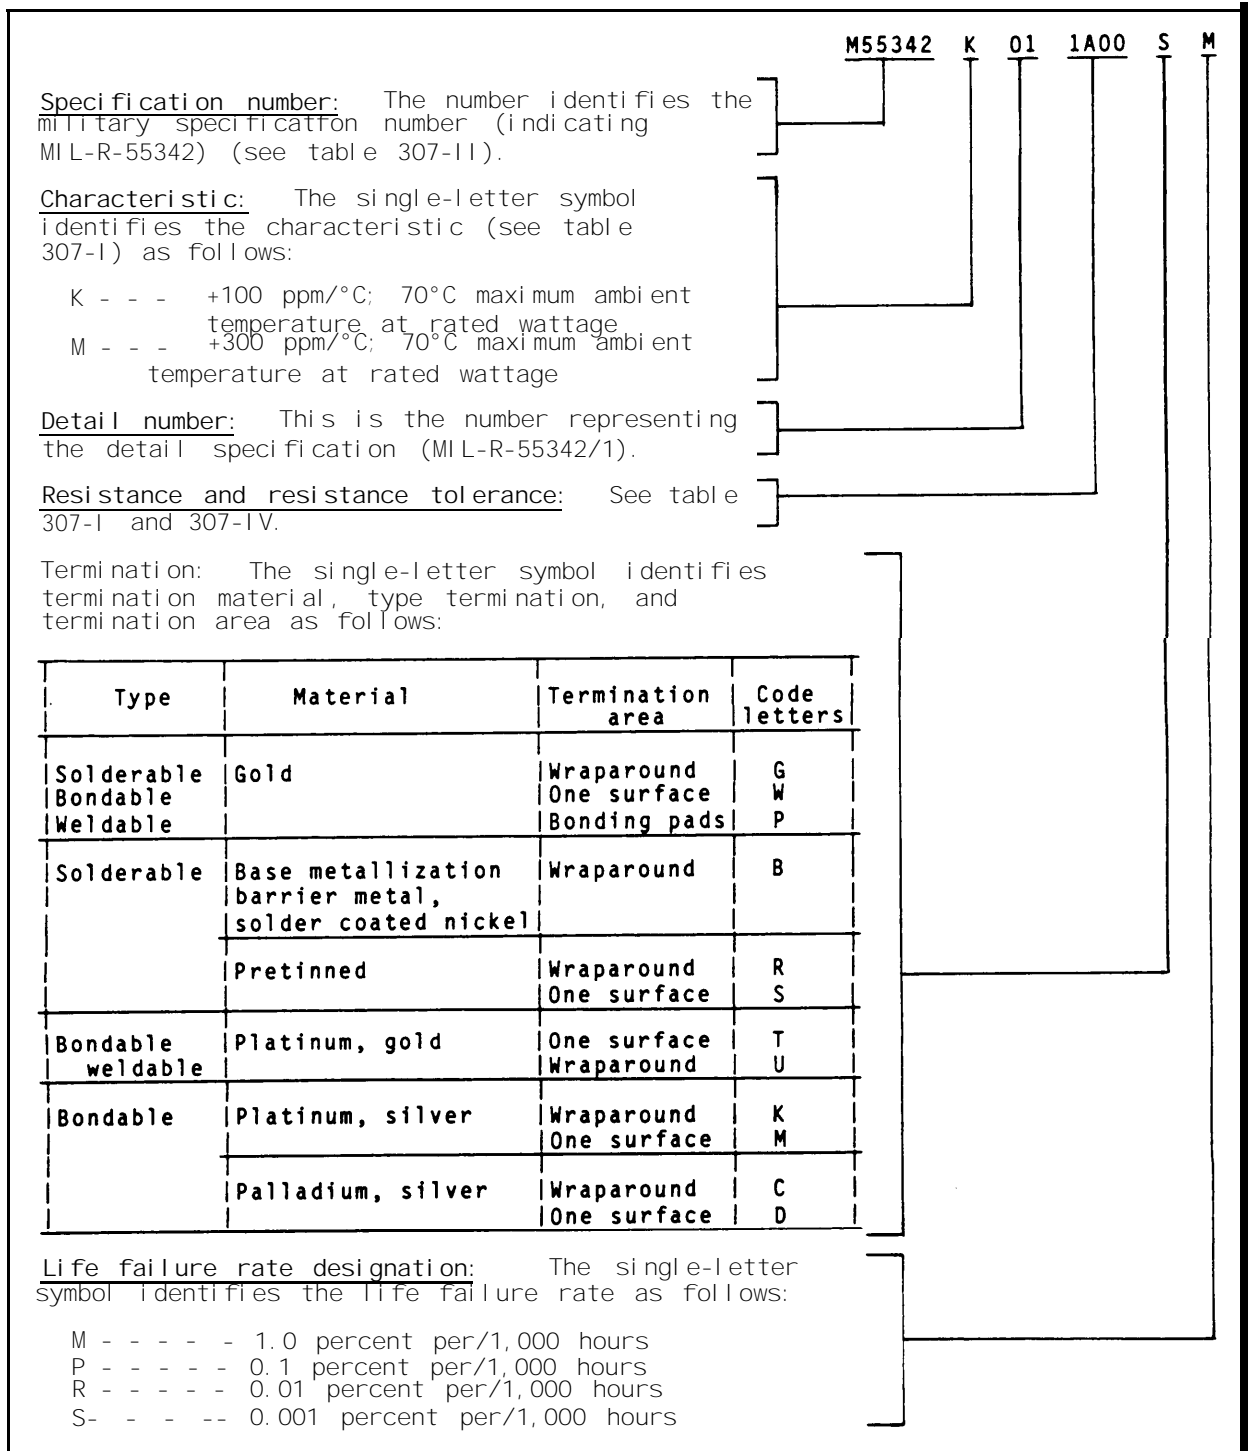 M55342 K 01 1A00 S M
Specification number: The number identifies the
military specificatfon number (indicating
MIL-R-55342) (see table 307-II).
Characteristic: The single-letter symbol
identifies the characteristic (see table
307-I) as follows:
K - - - +100 ppm/°C; 70°C maximum ambient
temperature at rated wattage
M - - - +300 ppm/°C; 70°C maximum ambient
temperature at rated wattage
Detail number: This is the number representing
the detail specification (MIL-R-55342/1).
Resistance and resistance tolerance: See table
307-I and 307-IV.
Termination: The single-letter symbol identifies
termination material, type termination, and
termination area as follows:
Type Material Termination Code
area letters
Solderable Gold Wraparound G
Bondable One surface W
Weldable Bonding pads P
Solderable Base metallization Wraparound B
barrier metal,
solder coated nickel
Pretinned Wraparound R
One surface S
Bondable Platinum, gold One surface T
weldable Wraparound U
Bondable Platinum, silver Wraparound K
One surface M
Palladium, silver Wraparound C
One surface D
Life failure rate designation: The single-letter
symbol identifies the life failure rate as follows:
M - - - - - 1.0 percent per/1,000 hours
P - - - - - 0.1 percent per/1,000 hours
R - - - - - 0.01 percent per/1,000 hours
S- - - -- 0.001 percent per/1,000 hours